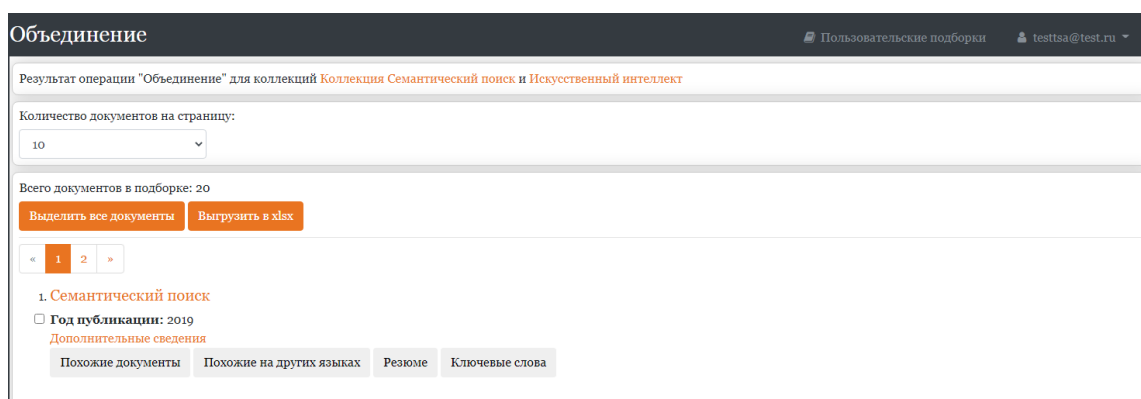 Объединение
Пользовательские подборки testtsa@test.ru
Результат операции "Объединение" для коллекций Коллекция Семантический поиск и Искусственный интеллект
Количество документов на страницу:
10
Всего документов в подборке: 20
Выделить все документы Выгрузить в xlsx
« 1 2 »
1. Семантический поиск
Год публикации: 2019
Дополнительные сведения
Похожие документы Похожие на других языках Резюме Ключевые слова